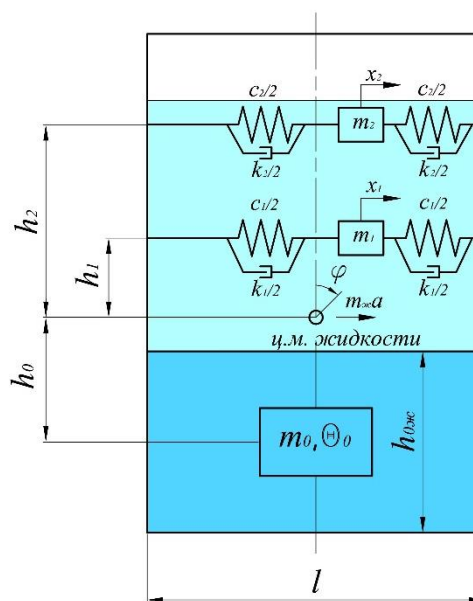 x₂
c₂/2 c₂/2
m₂
k₂/2 k₂/2
x₁
c₁/2 c₁/2
m₁
k₁/2 k₁/2
h₂
h₁
φ
mжa
ц.м. жидкости
h₀
m₀,Θ₀
h₀ж
l